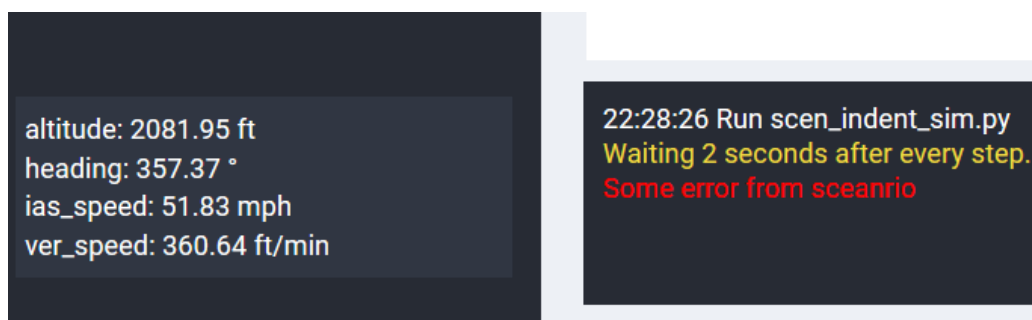 altitude: 2081.95 ft
heading: 357.37 °
ias_speed: 51.83 mph
ver_speed: 360.64 ft/min
22:28:26 Run scen_indent_sim.py
Waiting 2 seconds after every step.
Some error from sceanrio